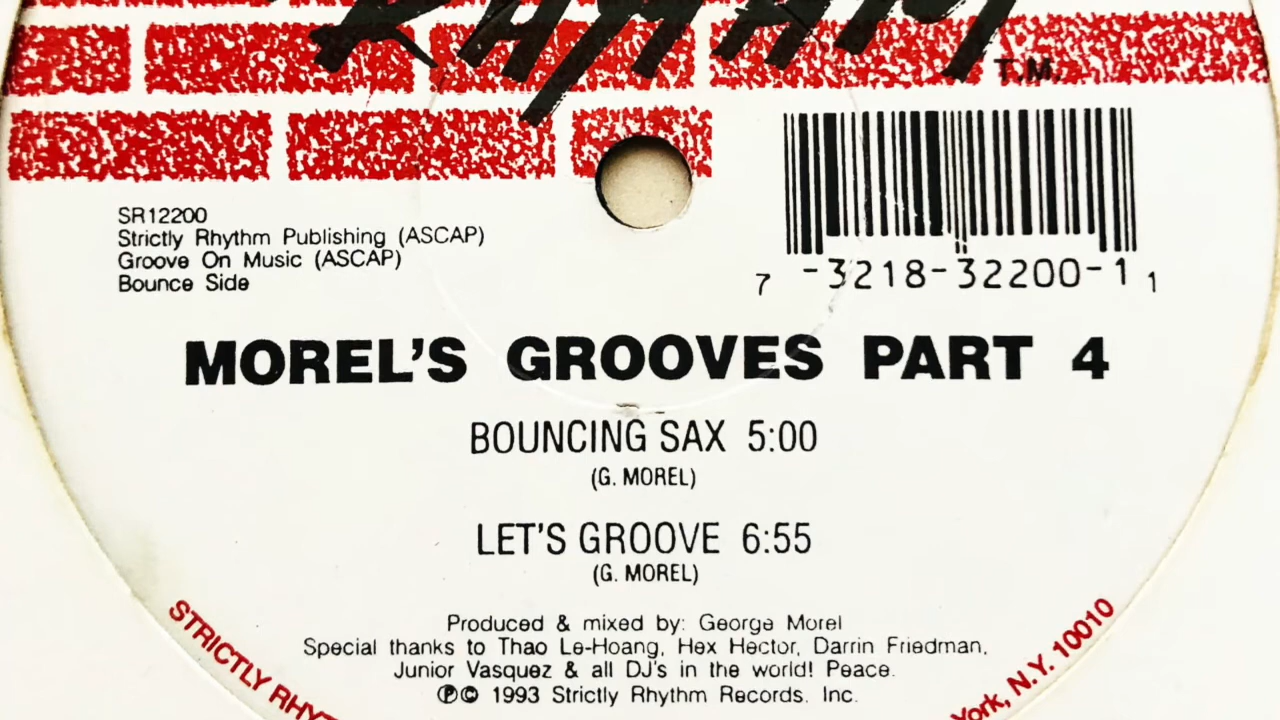 RHYTHM
T.M.
SR12200
Strictly Rhythm Publishing (ASCAP)
Groove On Music (ASCAP)
Bounce Side
7 -3218-32200-1 1
MOREL'S GROOVES PART 4
BOUNCING SAX 5:00
(G. MOREL)
LET'S GROOVE 6:55
(G. MOREL)
Produced & mixed by: George Morel
Special thanks to Thao Le-Hoang, Hex Hector, Darrin Friedman,
Junior Vasquez & all DJ's in the world! Peace.
℗© 1993 Strictly Rhythm Records. Inc.
STRICTLY RHYT
York, N.Y. 10010